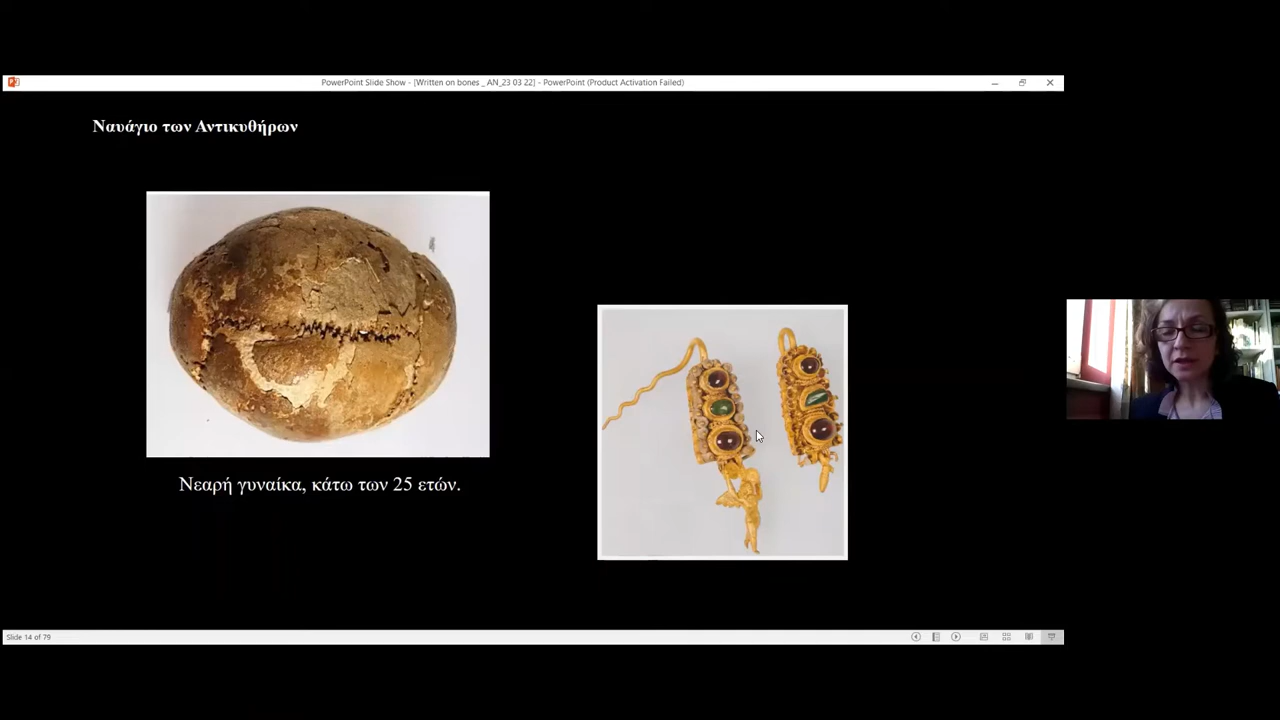 PowerPoint Slide Show - [Written on bones _ AN_23 03 22] - PowerPoint (Product Activation Failed)
Ναυάγιο των Αντικυθήρων
Νεαρή γυναίκα, κάτω των 25 ετών.
Slide 14 of 79